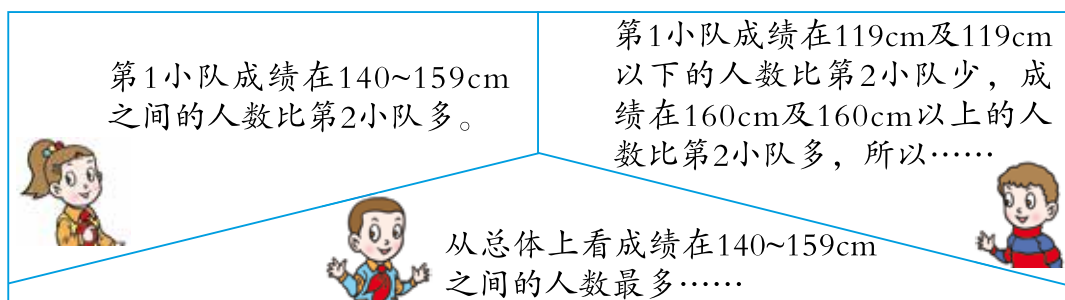 第1小队成绩在140~159cm
之间的人数比第2小队多。
第1小队成绩在119cm及119cm
以下的人数比第2小队少，成
绩在160cm及160cm以上的人
数比第2小队多，所以……
从总体上看成绩在140~159cm
之间的人数最多……